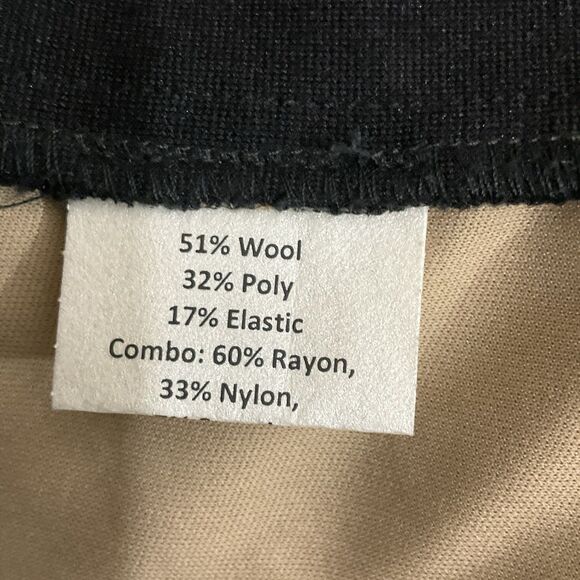 51% Wool
32% Poly
17% Elastic
Combo: 60% Rayon,
33% Nylon,